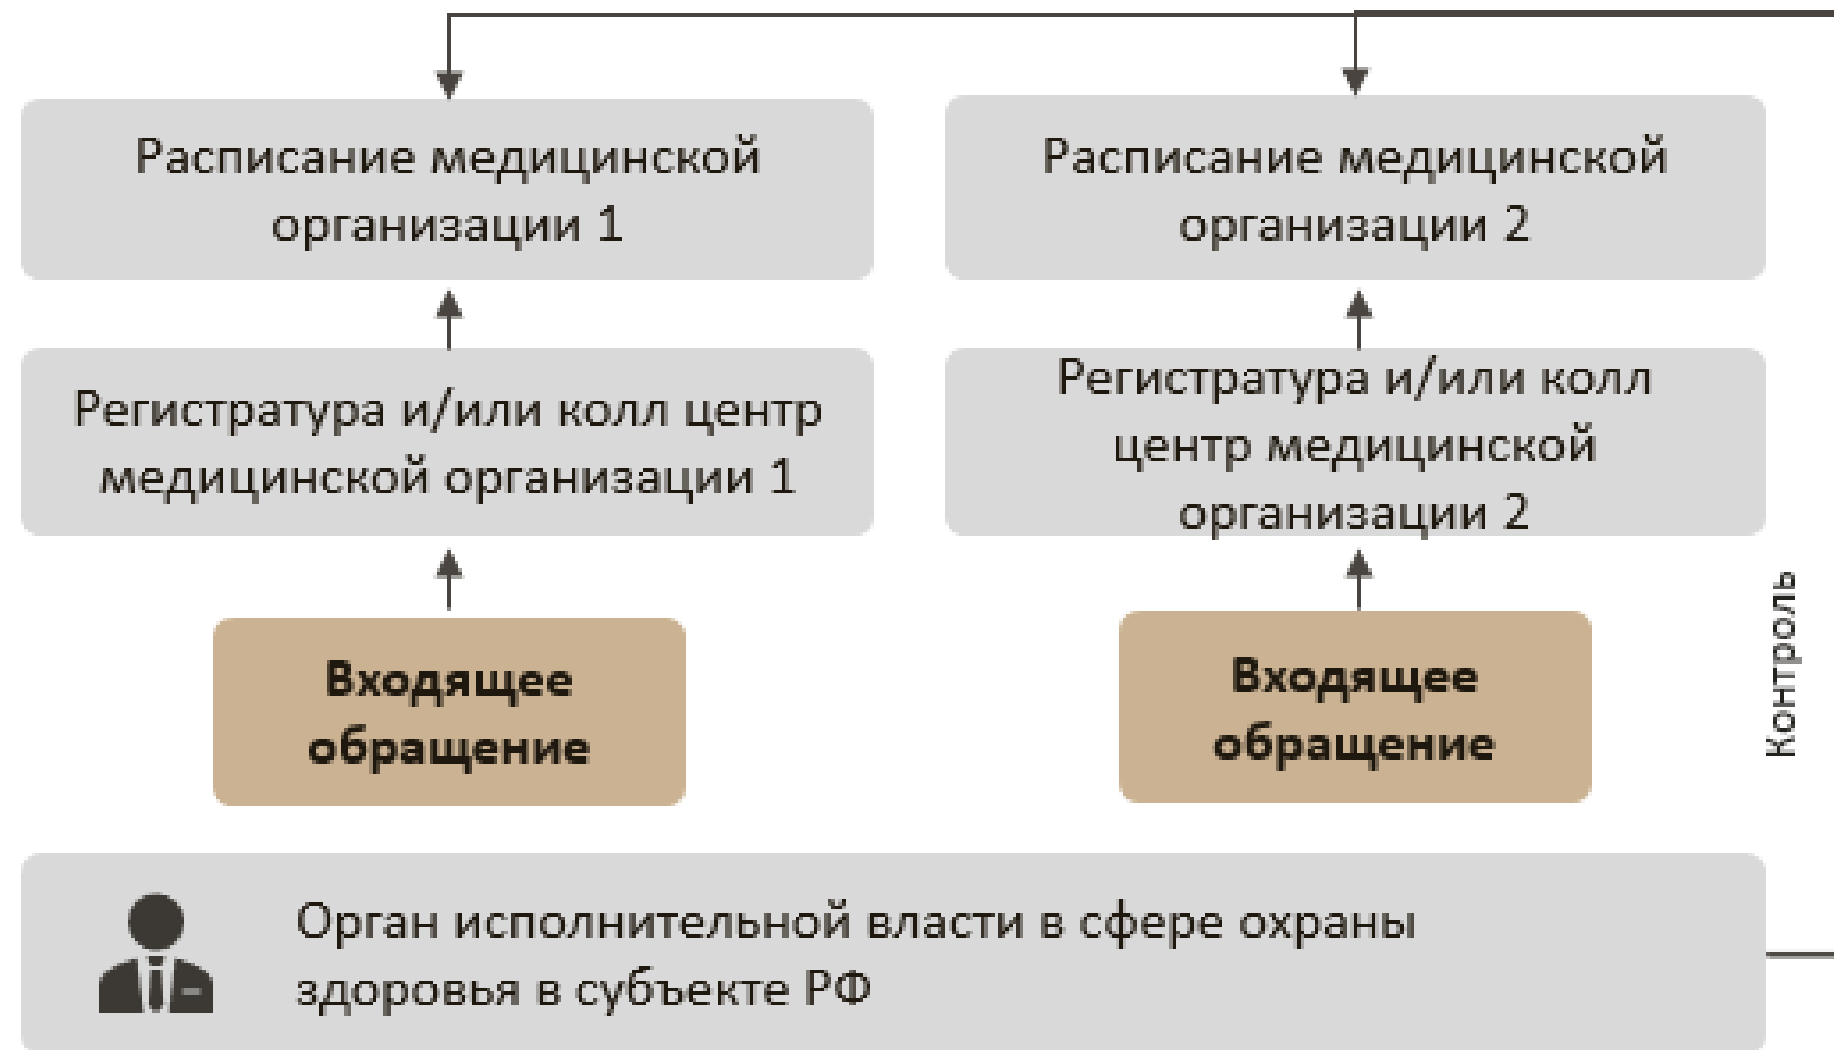 Расписание медицинской
организации 1
Расписание медицинской
организации 2
Регистратура и/или колл центр
медицинской организации 1
Регистратура и/или колл
центр медицинской
организации 2
Входящее
обращение
Входящее
обращение
Контроль
Орган исполнительной власти в сфере охраны
здоровья в субъекте РФ